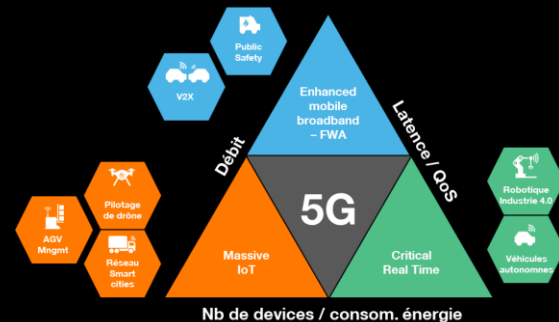 Public
Safety
V2X
Enhanced
mobile
broadband
– FWA
Débit
Latence / QoS
Pilotage
de drône
AGV
Mngmt
Réseau
Smart
cities
Massive
IoT
5G
Critical
Real Time
Robotique
Industrie 4.0
Véhicules
autonomnes
Nb de devices / consom. énergie